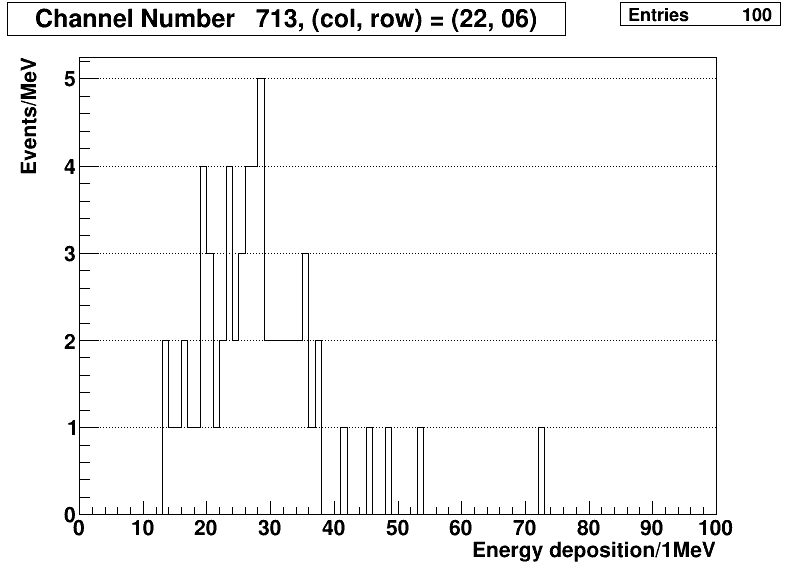 Channel Number 713, (col, row) = (22, 06)
Entries 100
Events/MeV
5
4
3
2
1
0
0 10 20 30 40 50 60 70 80 90 100
Energy deposition/1MeV